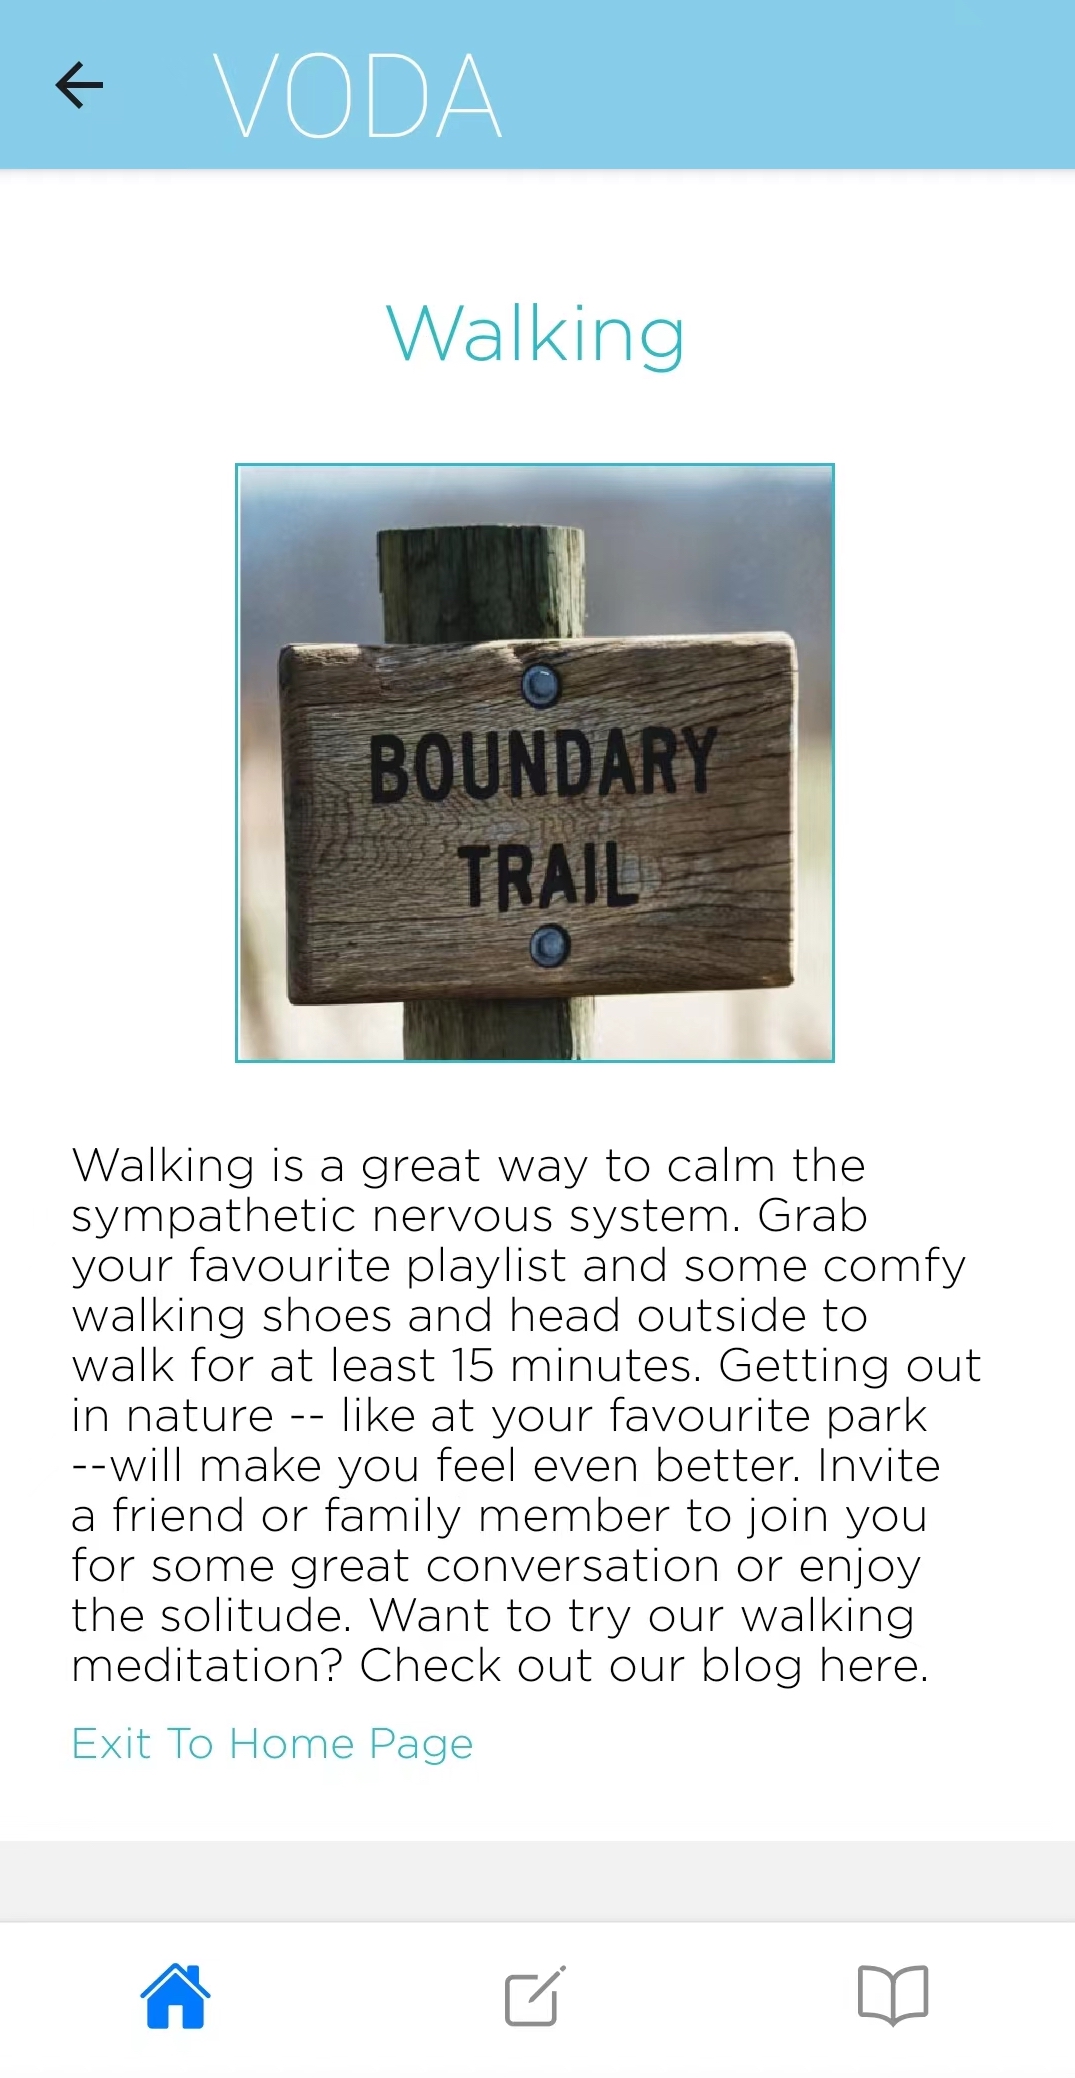 VODA
Walking
BOUNDARY
TRAIL
Walking is a great way to calm the
sympathetic nervous system. Grab
your favourite playlist and some comfy
walking shoes and head outside to
walk for at least 15 minutes. Getting out
in nature -- like at your favourite park
--will make you feel even better. Invite
a friend or family member to join you
for some great conversation or enjoy
the solitude. Want to try our walking
meditation? Check out our blog here.
Exit To Home Page